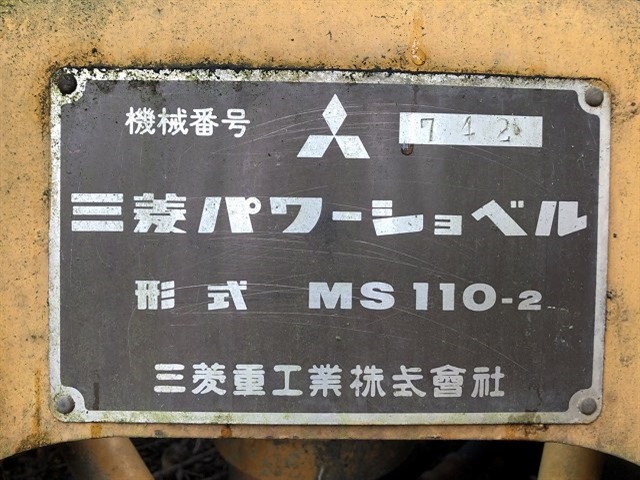 機械番号 742
三菱パワーショベル
形式 MS110-2
三菱重工業株式會社